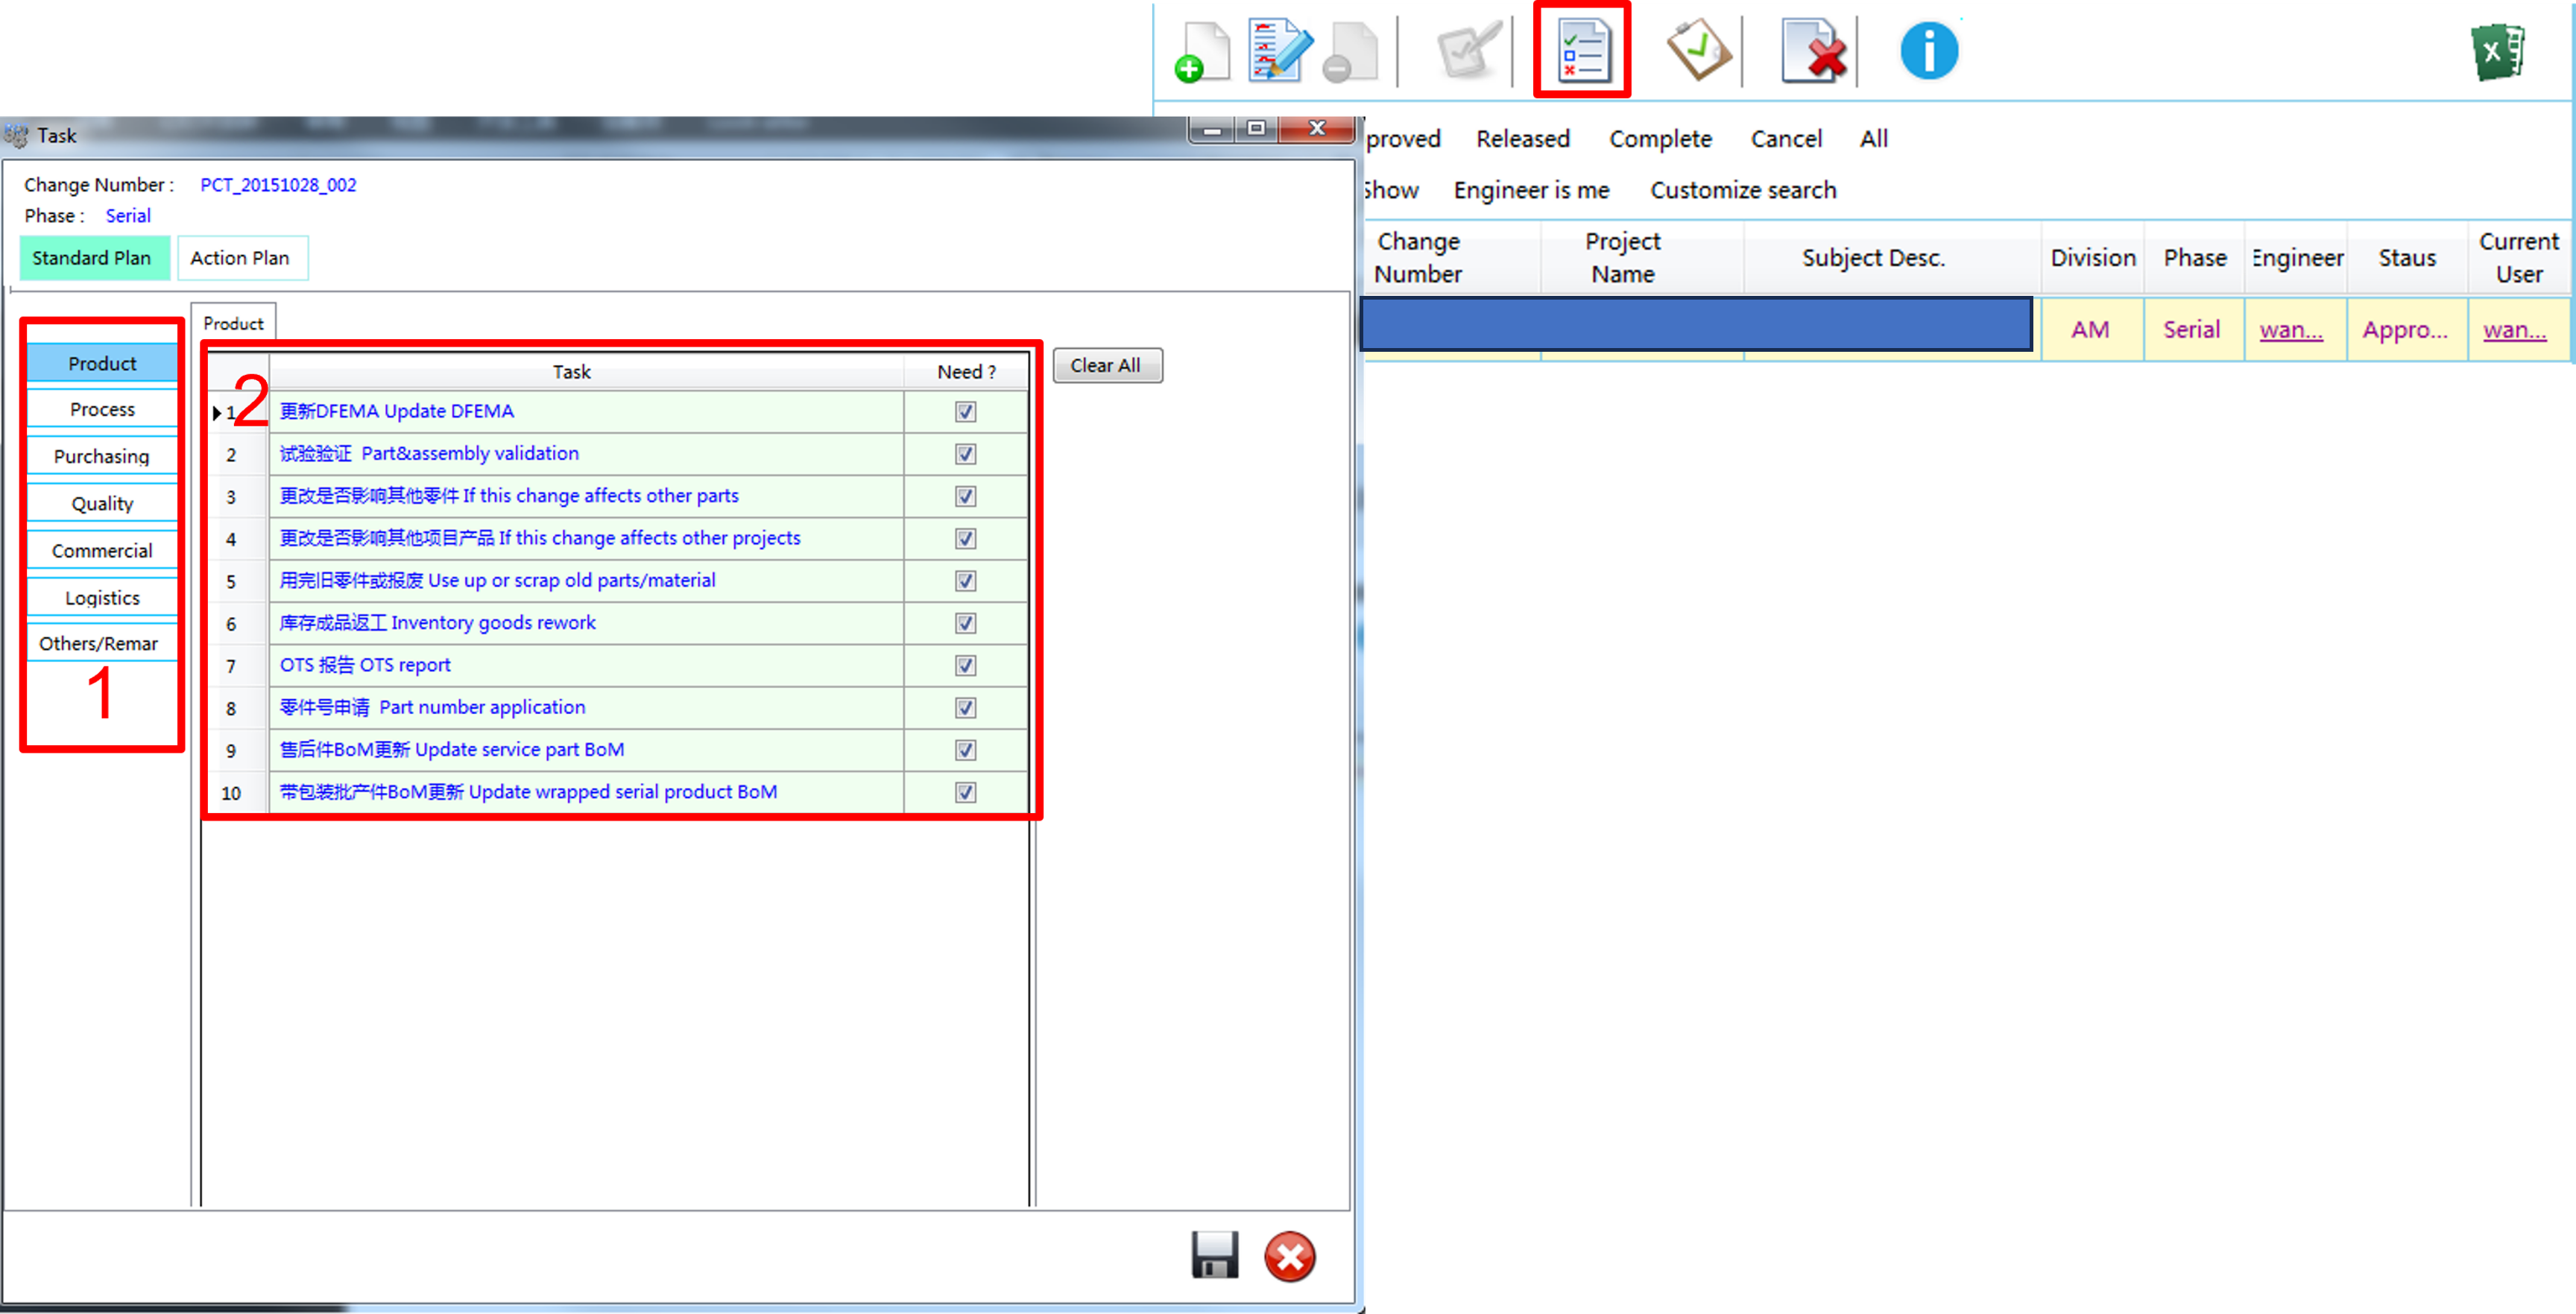 Task
Change Number : PCT_20151028_002
Phase : Serial
Standard Plan Action Plan
Product
Process
Purchasing
Quality
Commercial
Logistics
Others/Remar
1
Product
2
Task Need ?
1 更新DFEMA Update DFEMA
2 试验验证 Part&assembly validation
3 更改是否影响其他零件 If this change affects other parts
4 更改是否影响其他项目产品 If this change affects other projects
5 用完旧零件或报废 Use up or scrap old parts/material
6 库存成品返工 Inventory goods rework
7 OTS 报告 OTS report
8 零件号申请 Part number application
9 售后件BoM更新 Update service part BoM
10 带包装批产件BoM更新 Update wrapped serial product BoM
Clear All
proved Released Complete Cancel All
Show Engineer is me Customize search
Change Number Project Name Subject Desc. Division Phase Engineer Staus Current User
AM Serial wan... Appro... wan...